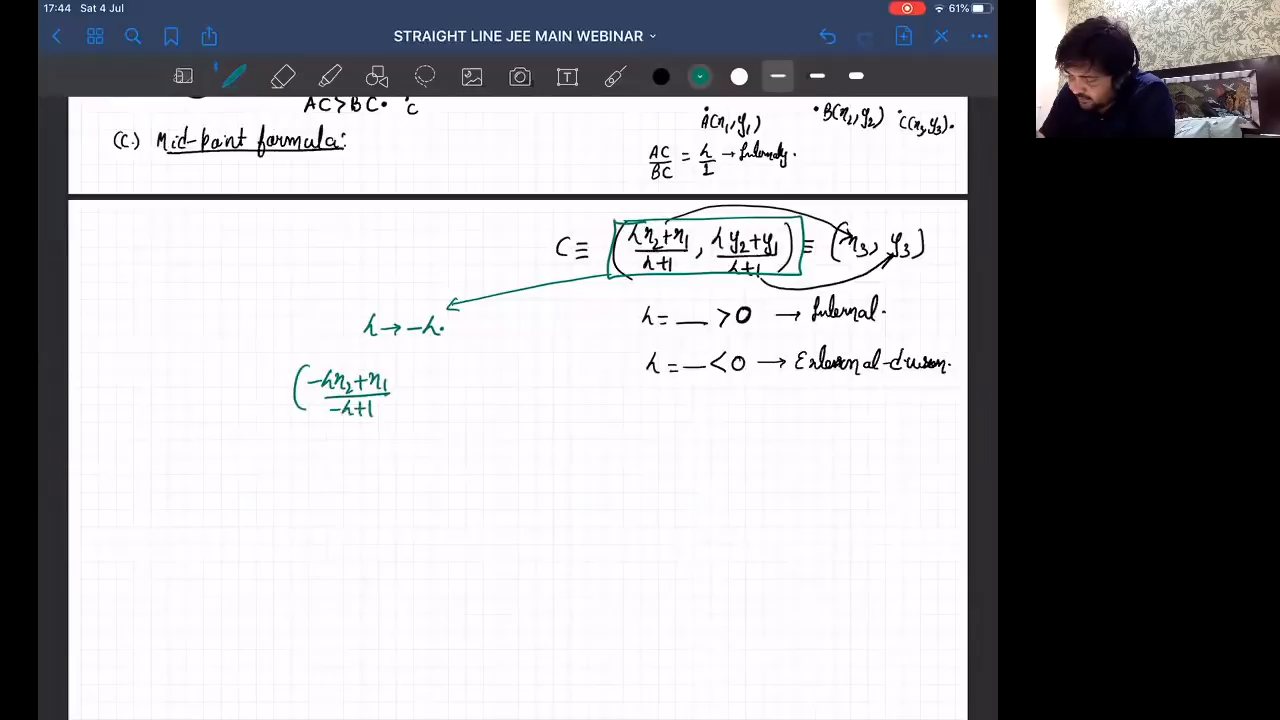 17:44 Sat 4 Jul
61%
STRAIGHT LINE JEE MAIN WEBINAR
AC > BC. C
A(x₁, y₁) B(x₂, y₂) C(x₃, y₃).
(C.) Mid-point formula:
AC/BC = λ/1 → Internally.
C ≡ ((λx₂+x₁)/(λ+1), (λy₂+y₁)/(λ+1)) ≡ (x₃, y₃)
λ = __ > 0 → Internal.
λ → -λ.
λ = __ < 0 → External division.
((-λx₂+x₁)/(-λ+1)